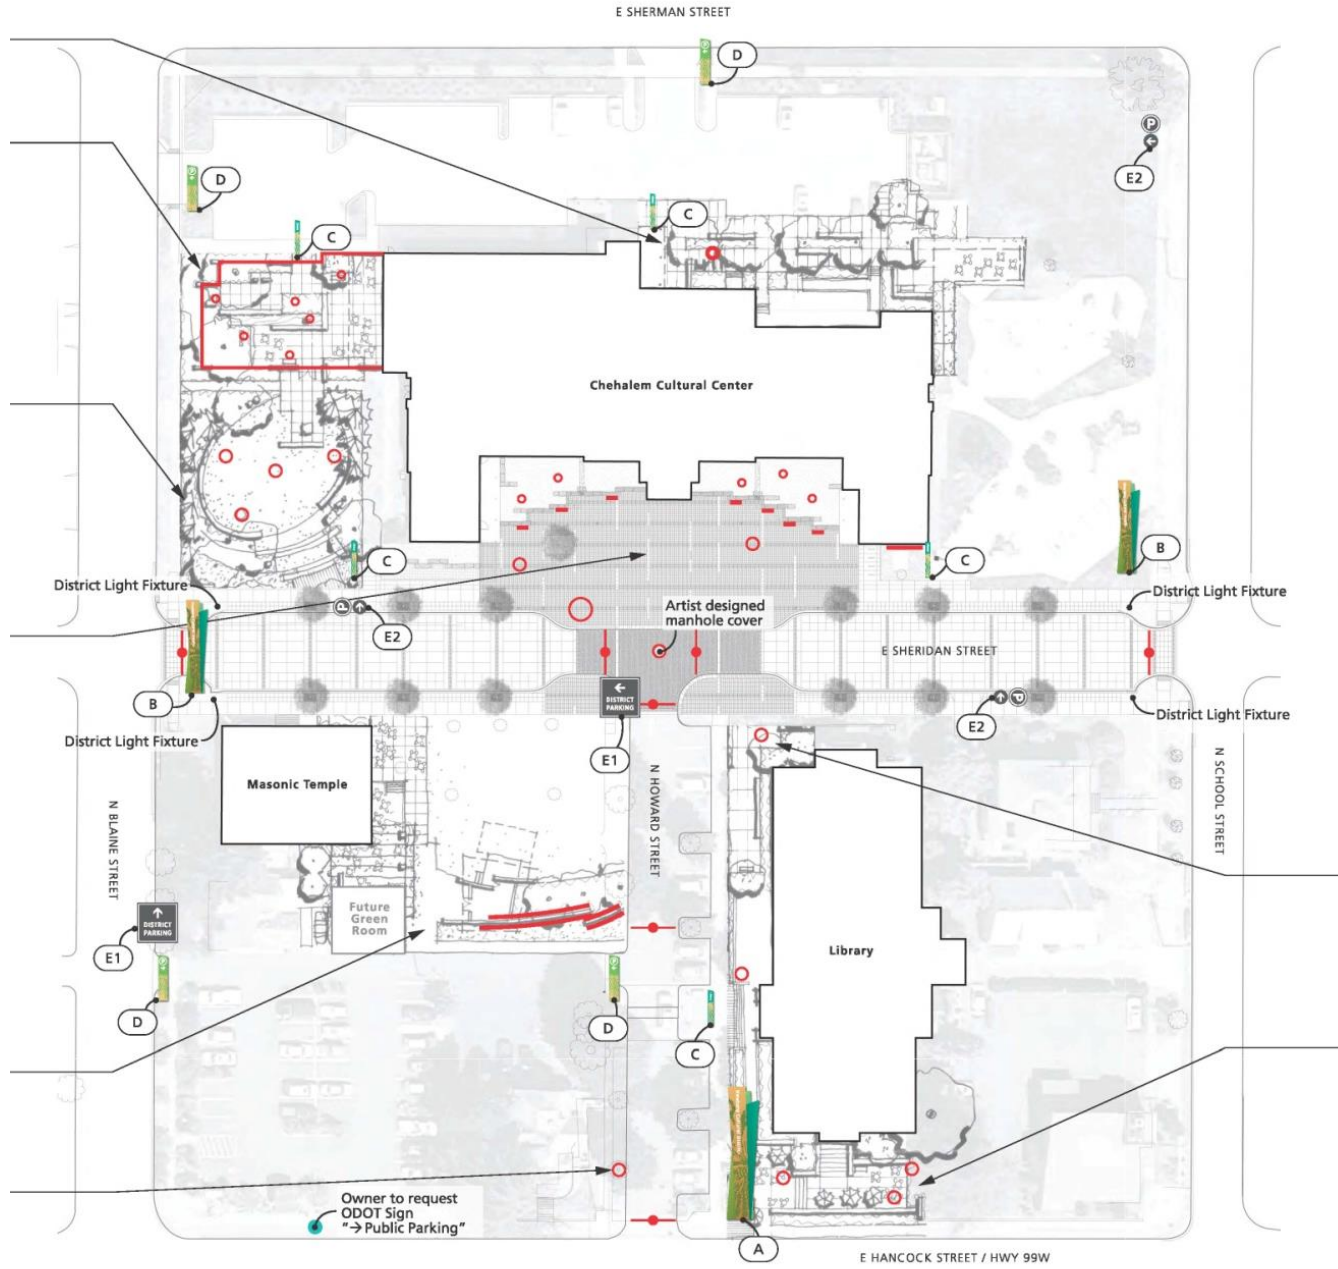 E SHERMAN STREET
D
P
E2
D
C
C
Chehalem Cultural Center
B
C
C
District Light Fixture
District Light Fixture
P
E2
Artist designed
manhole cover
E SHERIDAN STREET
B
DISTRICT
PARKING
E2
P
District Light Fixture
District Light Fixture
E1
Masonic Temple
N BLAINE STREET
N HOWARD STREET
N SCHOOL STREET
Future
Green
Room
DISTRICT
PARKING
E1
Library
D
D
C
Owner to request
ODOT Sign
"→Public Parking"
A
E HANCOCK STREET / HWY 99W